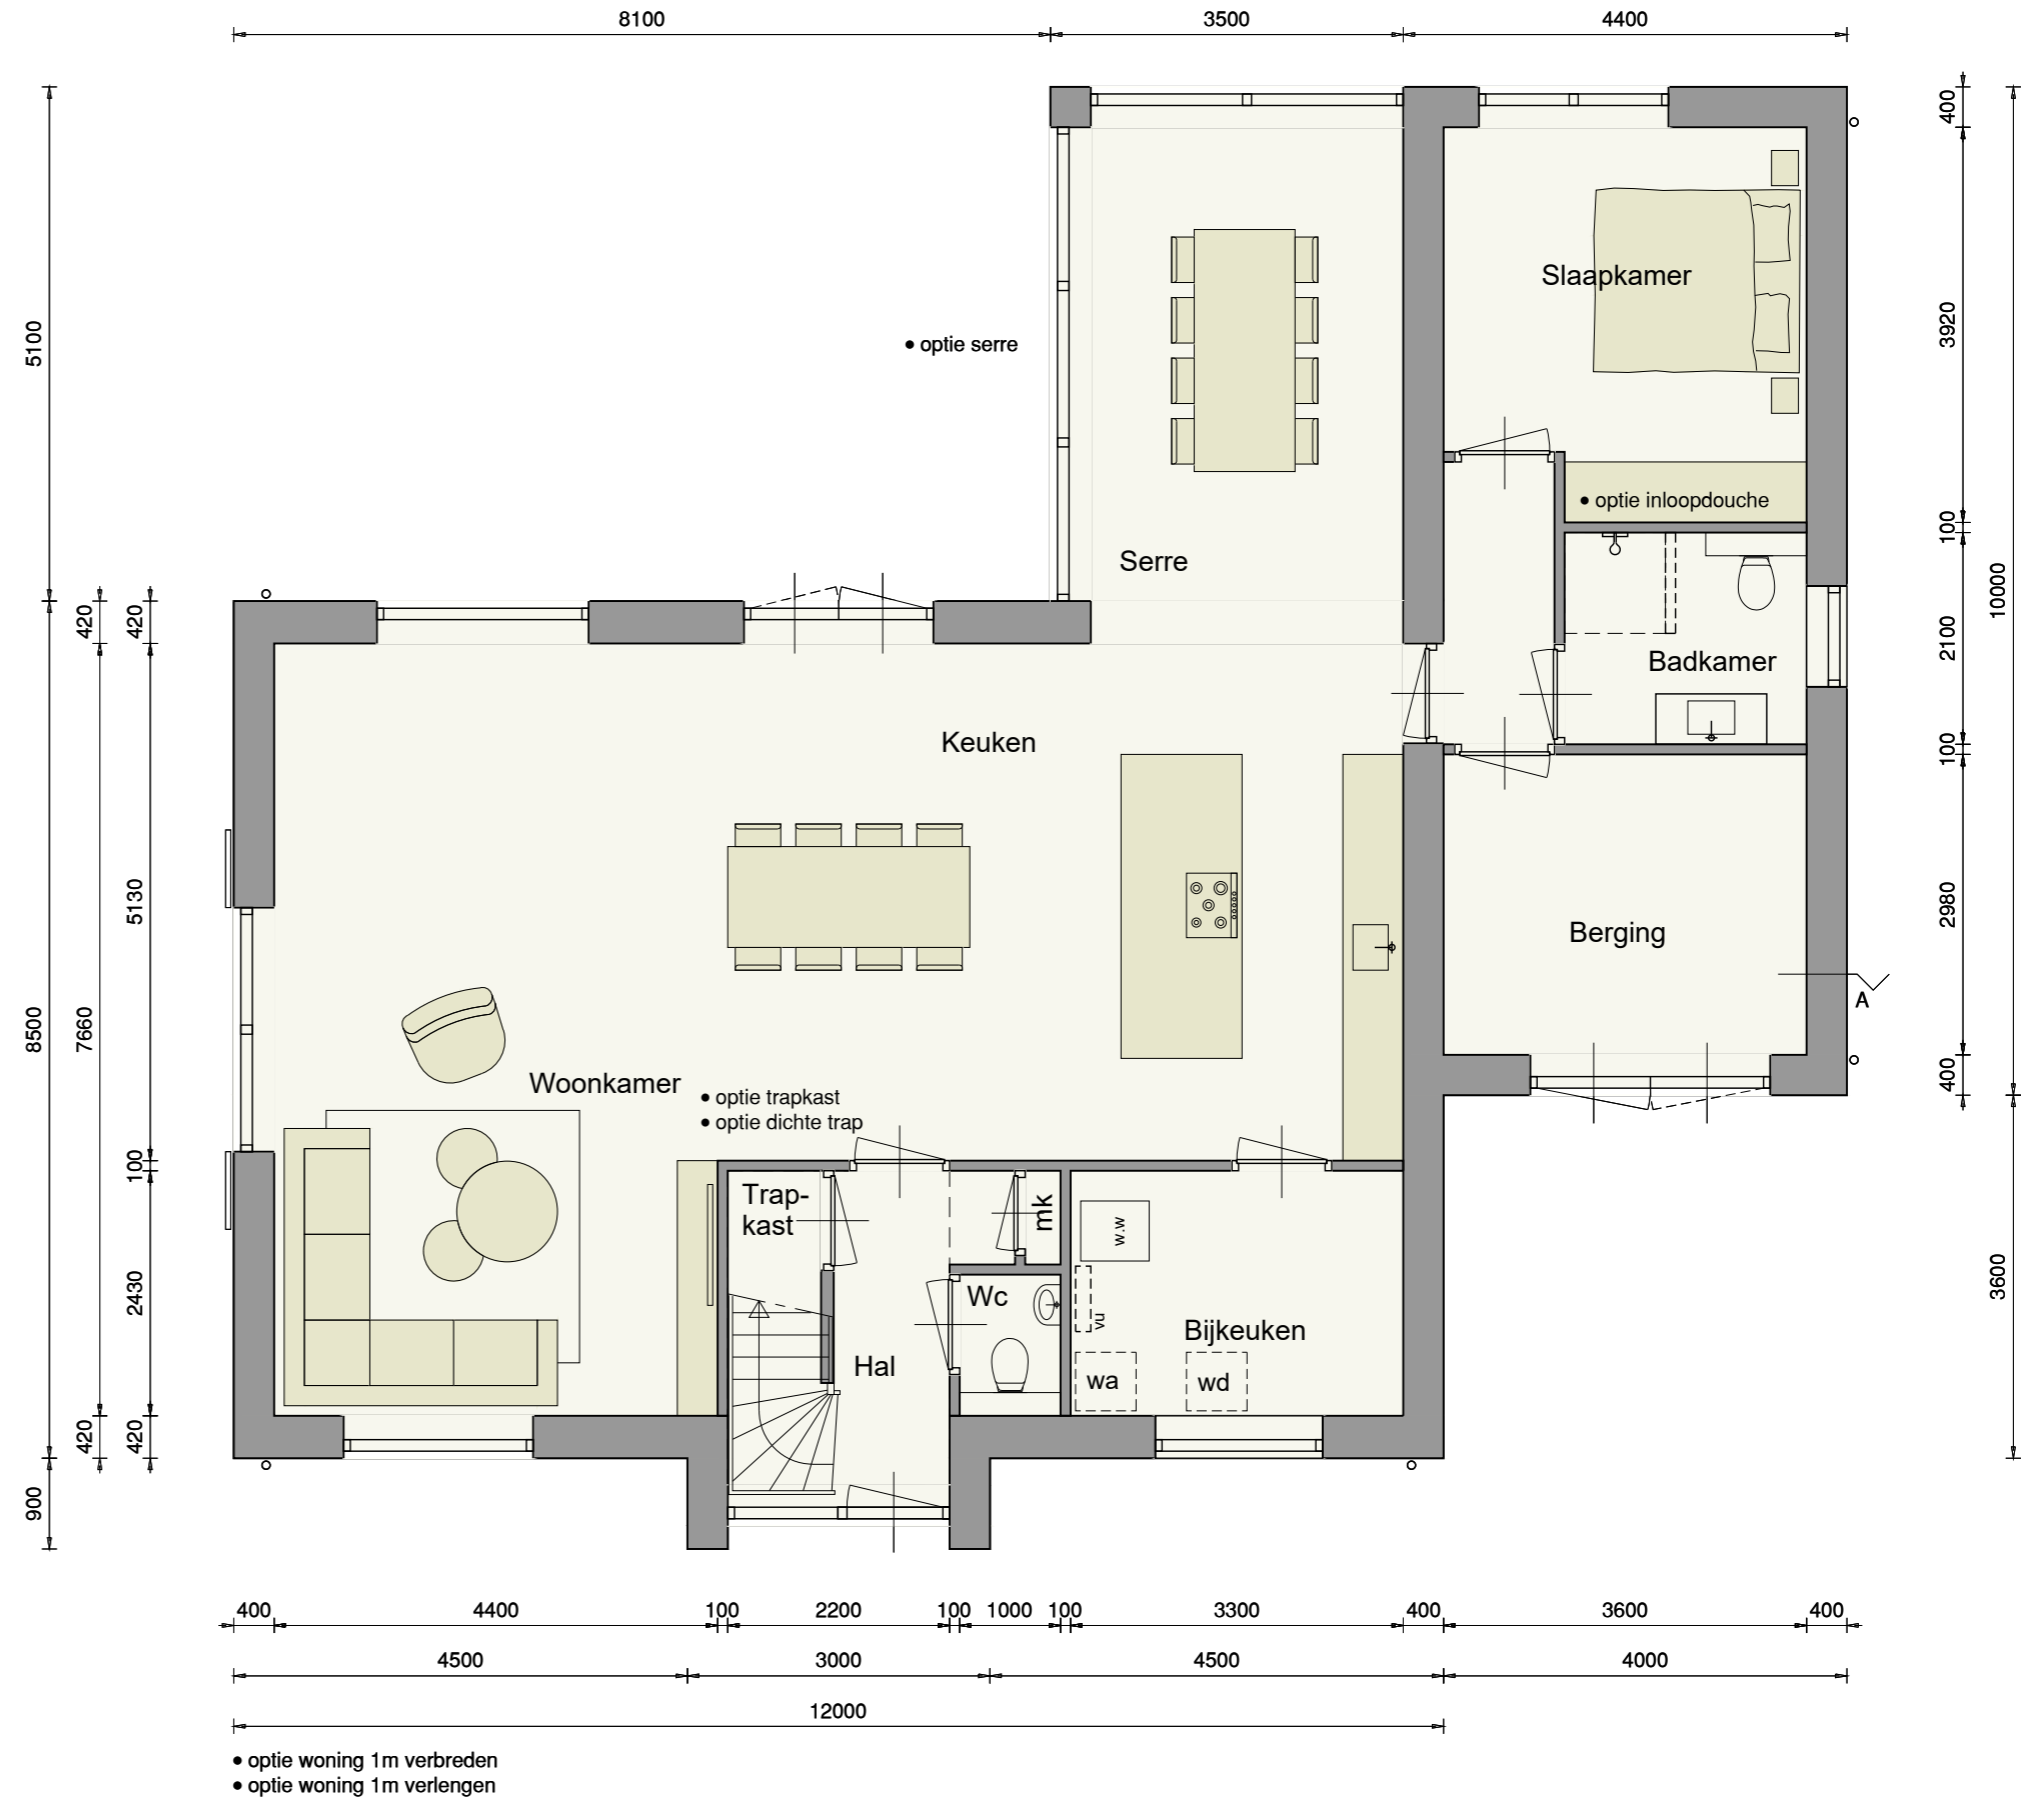 8100 3500 4400
400
5100
3920
Slaapkamer
• optie serre
• optie inloopdouche
100
Serre
10000
420 420
2100
Badkamer
Keuken
100
5130
2980
Berging
A
8500 7660
400
Woonkamer
• optie trapkast
• optie dichte trap
100
Trap-
kast
mk
w.w
2430
3600
Wc
vu
Bijkeuken
Hal
wa
wd
420 420
900
400 4400 100 2200 100 1000 100 3300 400 3600 400
4500 3000 4500 4000
12000
• optie woning 1m verbreden
• optie woning 1m verlengen